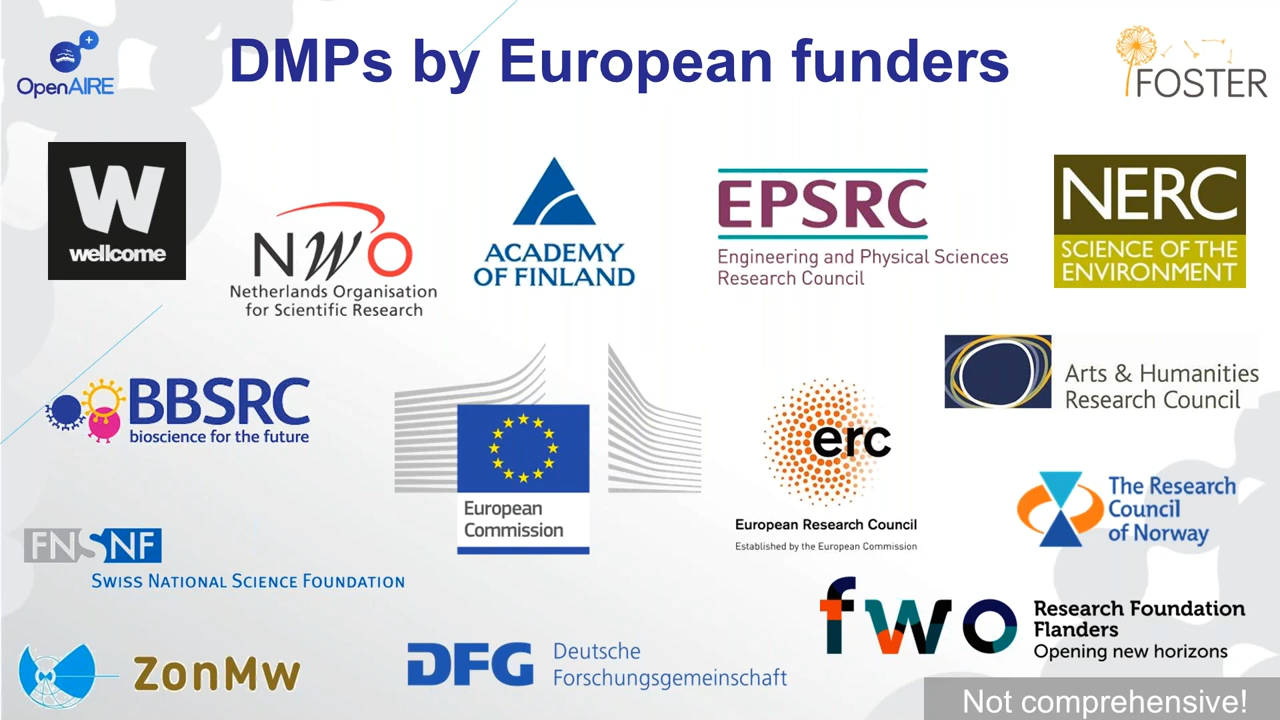 OpenAIRE
DMPs by European funders
FOSTER
W
wellcome
NWO
Netherlands Organisation
for Scientific Research
ACADEMY
OF FINLAND
EPSRC
Engineering and Physical Sciences
Research Council
NERC
SCIENCE OF THE
ENVIRONMENT
BBSRC
bioscience for the future
European
Commission
erc
European Research Council
Established by the European Commission
Arts & Humanities
Research Council
The Research
Council
of Norway
FNSNF
SWISS NATIONAL SCIENCE FOUNDATION
fwo
Research Foundation
Flanders
Opening new horizons
ZonMw
DFG
Deutsche
Forschungsgemeinschaft
Not comprehensive!